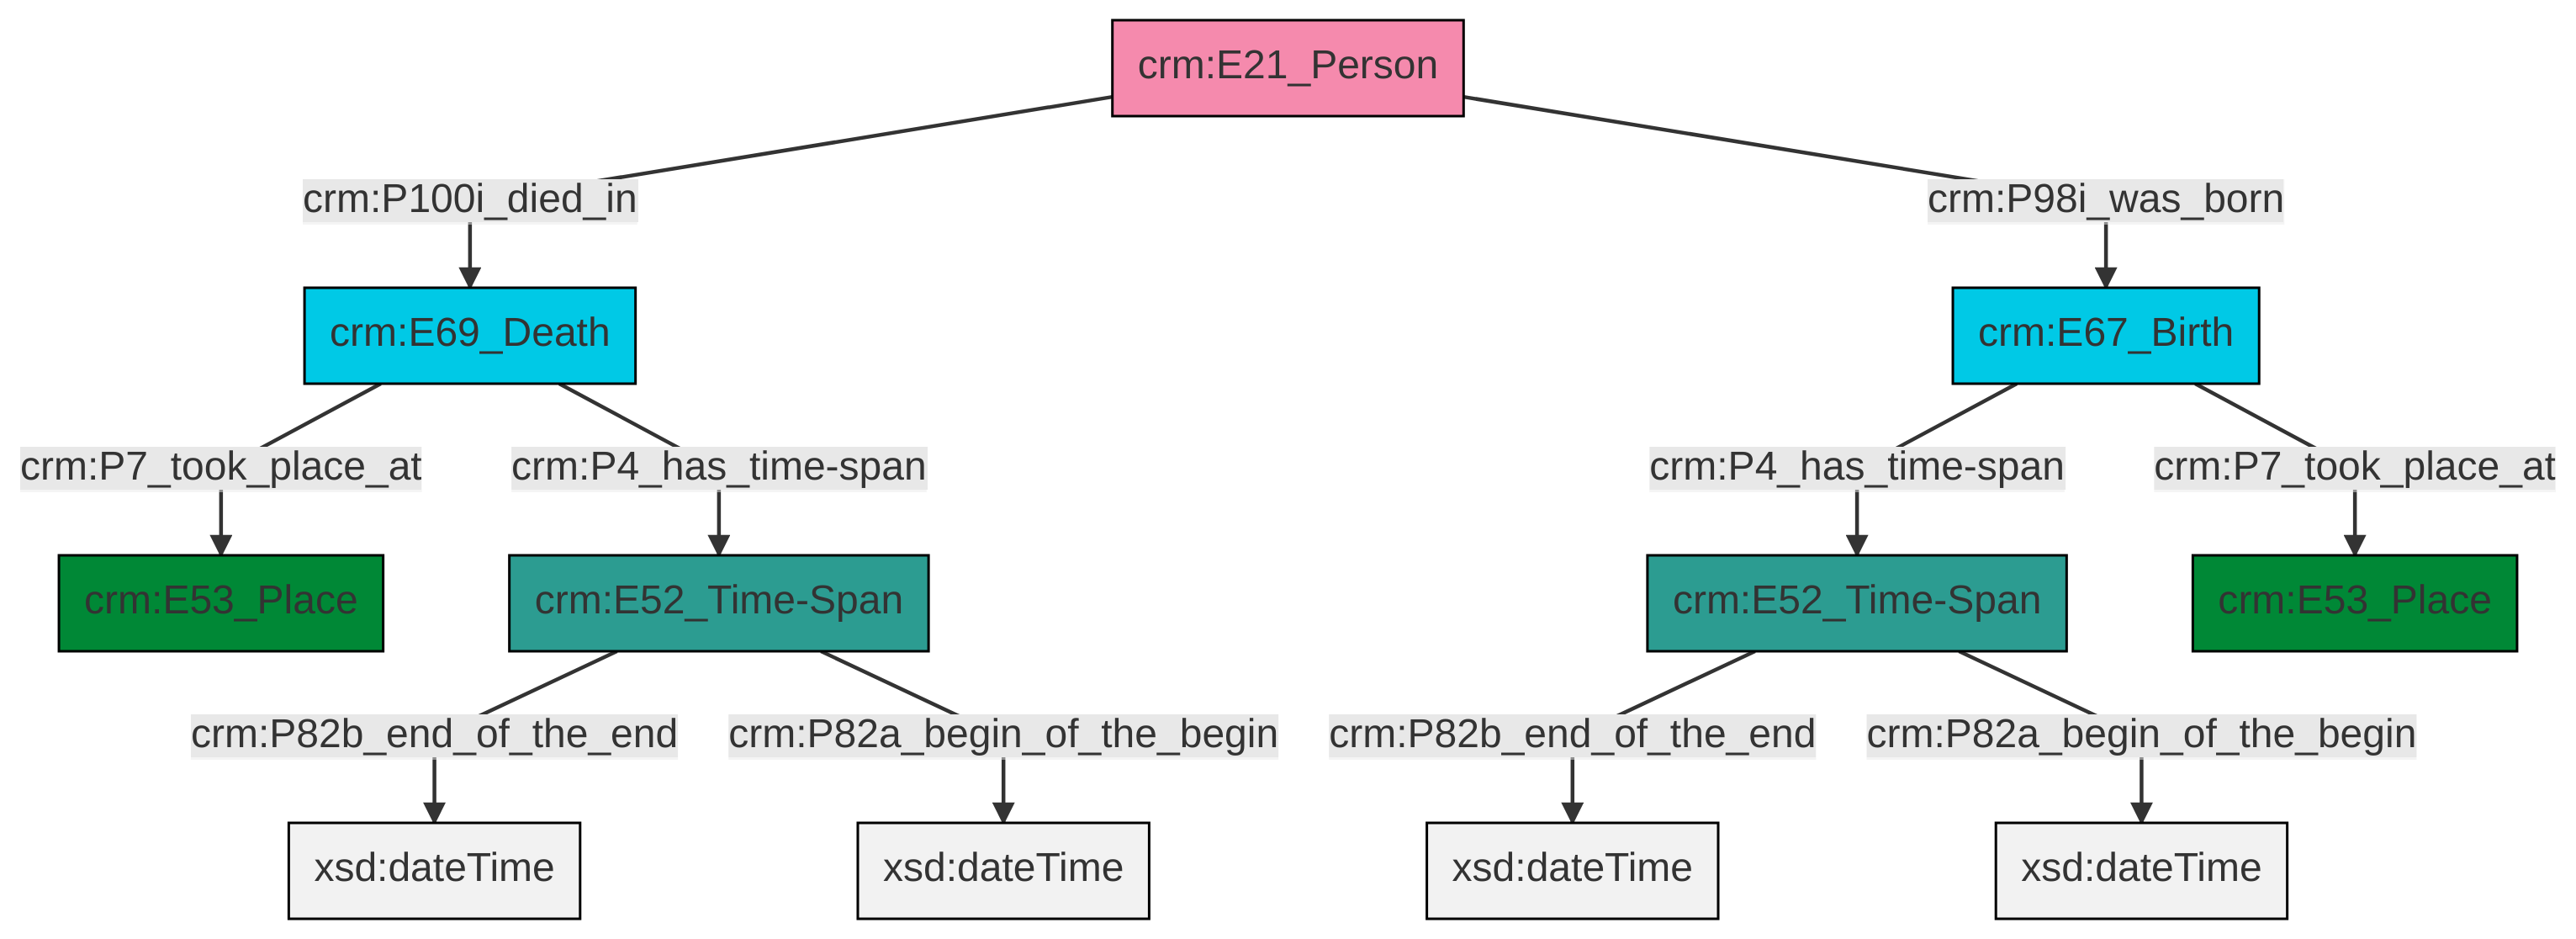 crm:E21_Person
crm:P100i_died_in
crm:P98i_was_born
crm:E69_Death
crm:E67_Birth
crm:P7_took_place_at
crm:P4_has_time-span
crm:P4_has_time-span
crm:P7_took_place_at
crm:E53_Place
crm:E52_Time-Span
crm:E52_Time-Span
crm:E53_Place
crm:P82b_end_of_the_end
crm:P82a_begin_of_the_begin
crm:P82b_end_of_the_end
crm:P82a_begin_of_the_begin
xsd:dateTime
xsd:dateTime
xsd:dateTime
xsd:dateTime